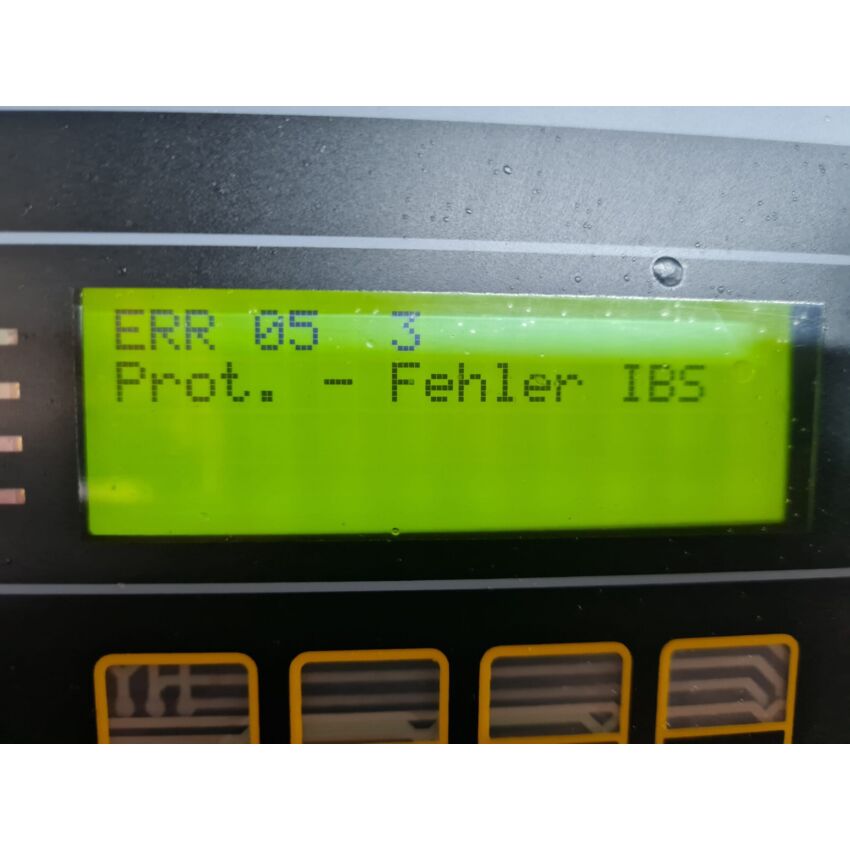 ERR 05 3
Prot. - Fehler IBS